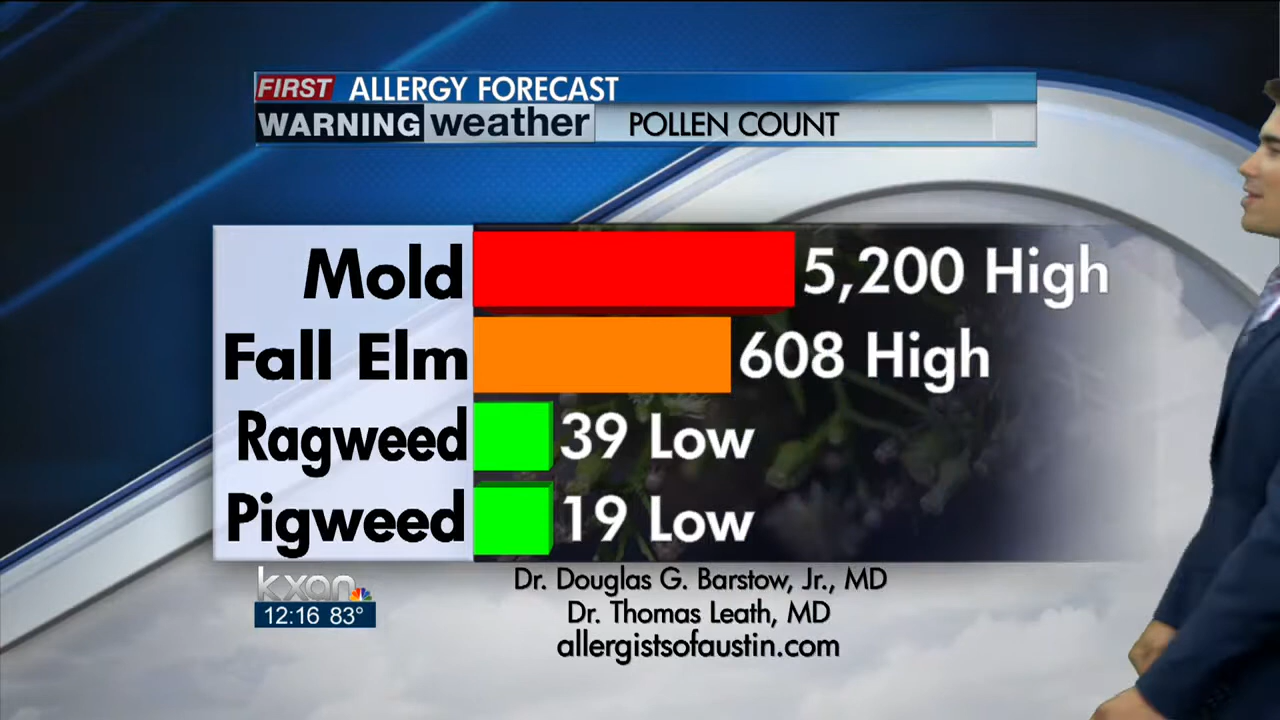 FIRST ALLERGY FORECAST
WARNING weather POLLEN COUNT
Mold 5,200 High
Fall Elm 608 High
Ragweed 39 Low
Pigweed 19 Low
kxan
12:16 83°
Dr. Douglas G. Barstow, Jr., MD
Dr. Thomas Leath, MD
allergistsofaustin.com